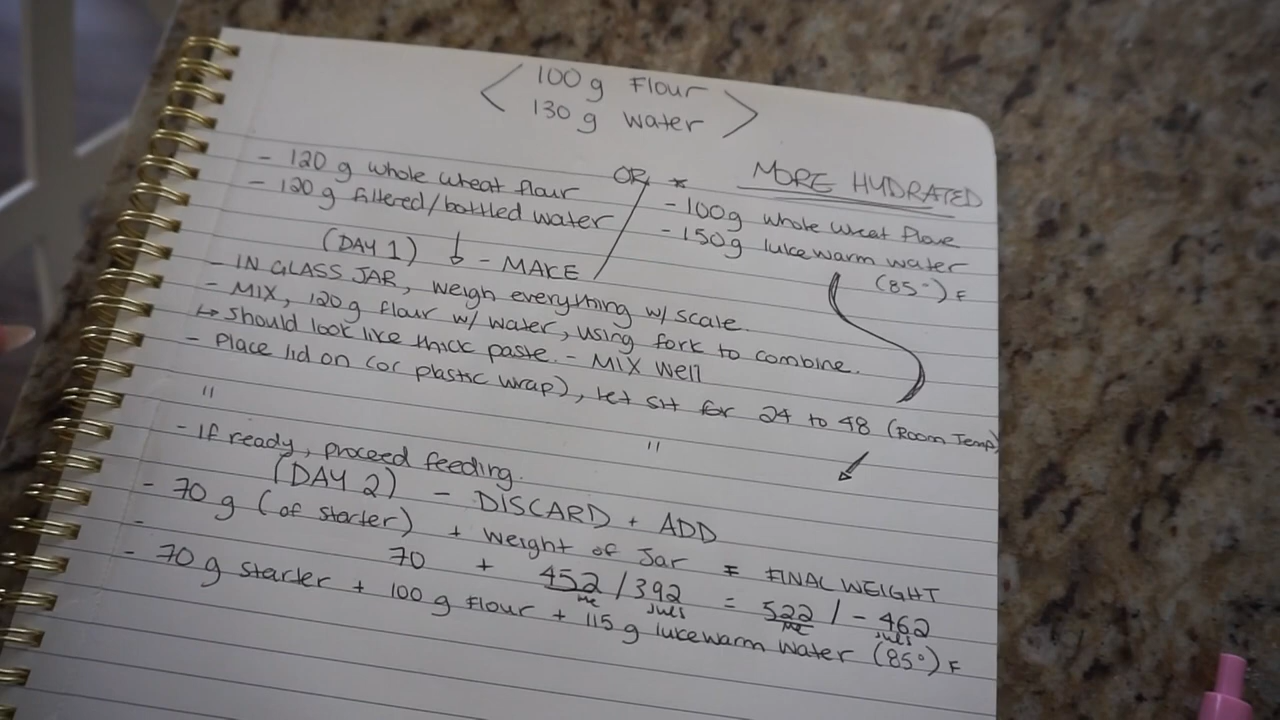 < 100 g Flour >
130 g water
- 120 g whole wheat flour
- 120 g filtered/bottled water
OR * MORE HYDRATED
- 100g whole wheat flour
- 150g lukewarm water
(85°) F
(DAY 1) ↓ - MAKE
- IN GLASS JAR, weigh everything w/ scale.
- MIX, 120g flour w/ water, using fork to combine.
↳ should look like thick paste. - MIX well
- Place lid on (or plastic wrap), let sit for 24 to 48 (Room Temp)
" "
- If ready, proceed feeding.
(DAY 2) - DISCARD + ADD
- 70 g (of starter) + weight of Jar = FINAL WEIGHT
- 70 + 452 / 392 = 522 / - 462
me juls me juls
- 70 g starter + 100 g flour + 115 g lukewarm water (85°) F